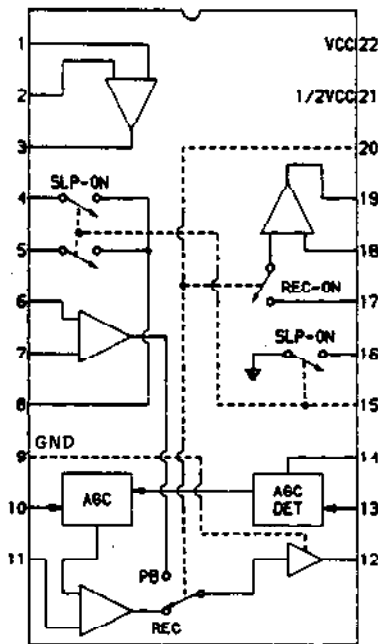 1
VCC 22
2
1/2VCC 21
3
20
SLP-ON
4
19
5
18
REC-ON
6
17
SLP-ON
7
16
8
15
GND
9
14
AGC
AGC
DET
10
13
11
12
PB
REC